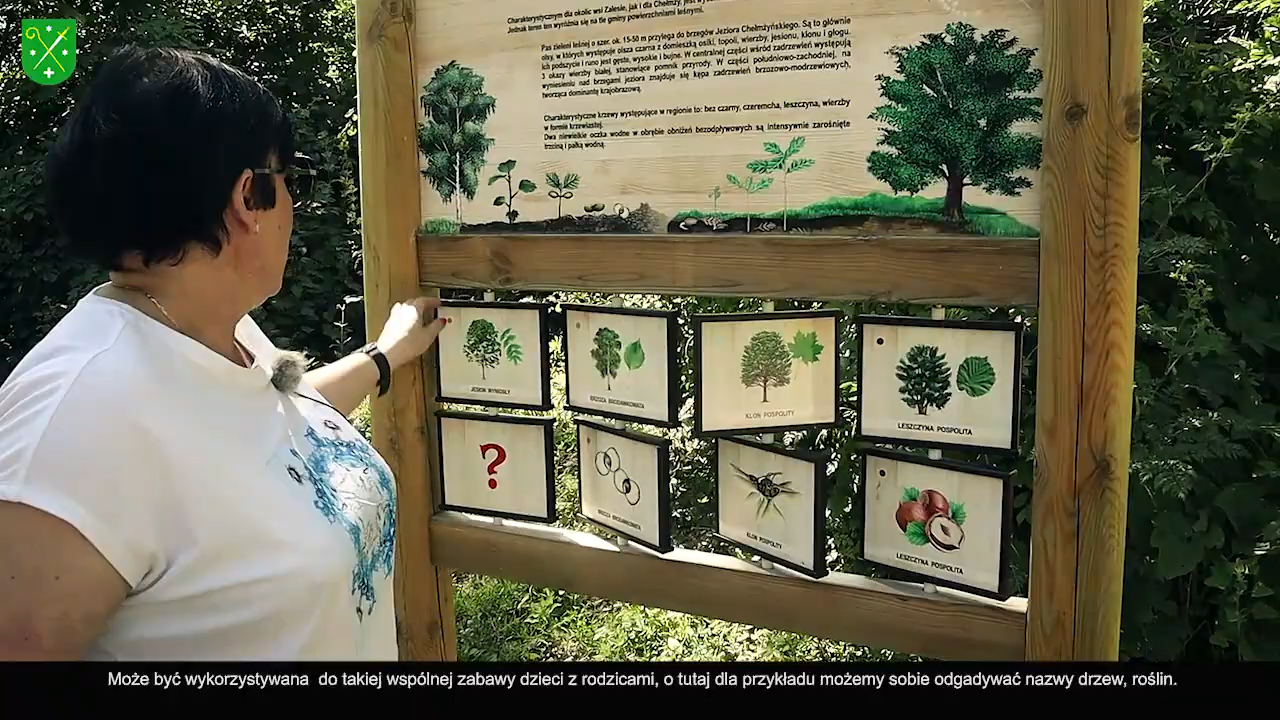 Charakterystycznym dla okolic wsi Zalesie, jak i dla Chełmży, jest
Jednak teren ten wyróżnia się na tle gminy powierzchniami leśnymi.
Pas zieleni leśnej o szer. ok. 15-50 m przylega do brzegów Jeziora Chełmżyńskiego. Są to głównie
olsy, w których występuje olsza czarna z domieszką osiki, topoli, wierzby, jesionu, klonu i głogu.
Ich podszycie i runo jest gęste, wysokie i bujne. W centralnej części wśród zadrzewień występują
3 okazy wierzby białej, stanowiące pomnik przyrody. W części południowo-zachodniej, na
wyniesieniu nad brzegami jeziora znajduje się kępa zadrzewień brzozowo-modrzewiowych,
tworząca dominantę krajobrazową.
Charakterystyczne krzewy występujące w regionie to: bez czarny, czeremcha, leszczyna, wierzby
w formie krzewiastej.
Dwa niewielkie oczka wodne w obrębie obniżeń bezodpływowych są intensywnie zarośnięte
trzciną i pałką wodną.
JESION WYNIOSŁY
BRZOZA BRODAWKOWATA
KLON POSPOLITY
LESZCZYNA POSPOLITA
?
BRZOZA BRODAWKOWATA
KLON POSPOLITY
LESZCZYNA POSPOLITA
Może być wykorzystywana do takiej wspólnej zabawy dzieci z rodzicami, o tutaj dla przykładu możemy sobie odgadywać nazwy drzew, roślin.